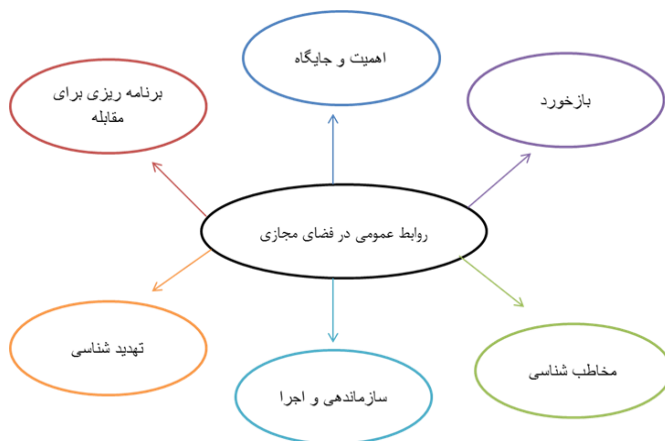 اهمیت و جایگاه
بازخورد
برنامه ریزی برای
مقابله
روابط عمومی در فضای مجازی
مخاطب شناسی
تهدید شناسی
سازماندهی و اجرا